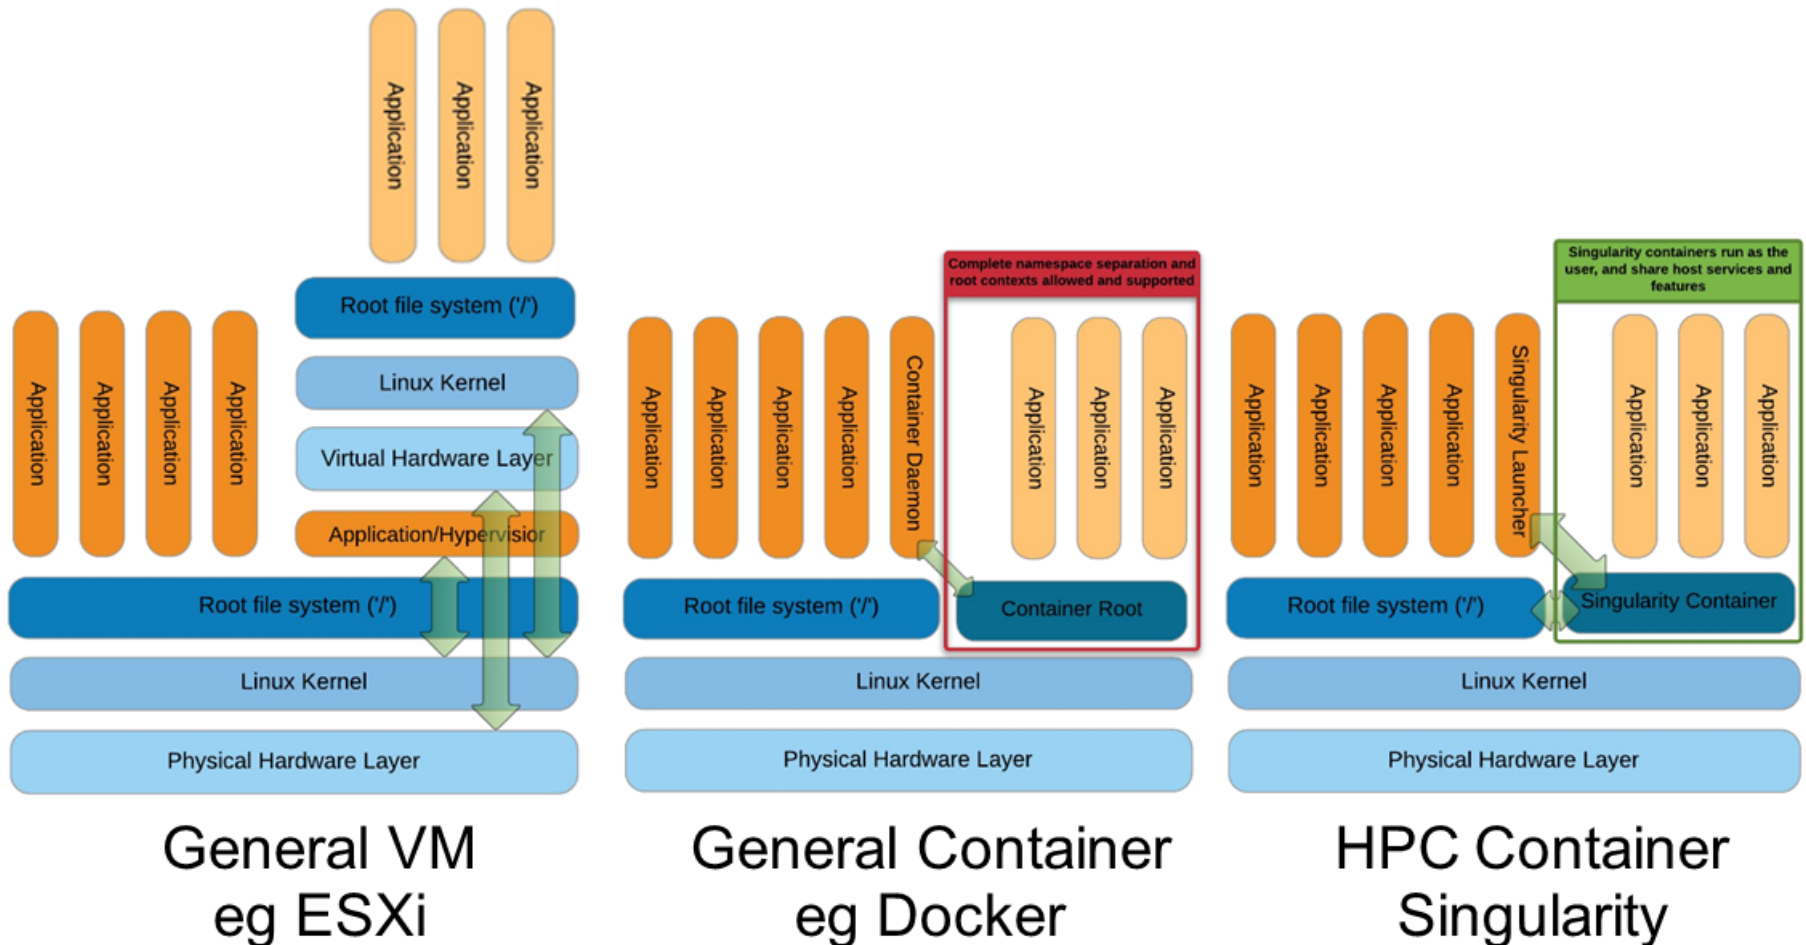 Application
Application
Application
Root file system ('/')
Linux Kernel
Virtual Hardware Layer
Application/Hypervisior
Application
Application
Application
Application
Root file system ('/')
Linux Kernel
Physical Hardware Layer
General VM
eg ESXi
Complete namespace separation and
root contexts allowed and supported
Application
Application
Application
Application
Container Daemon
Application
Application
Application
Root file system ('/')
Container Root
Linux Kernel
Physical Hardware Layer
General Container
eg Docker
Singularity containers run as the
user, and share host services and
features
Application
Application
Application
Application
Singularity Launcher
Application
Application
Application
Root file system ('/')
Singularity Container
Linux Kernel
Physical Hardware Layer
HPC Container
Singularity